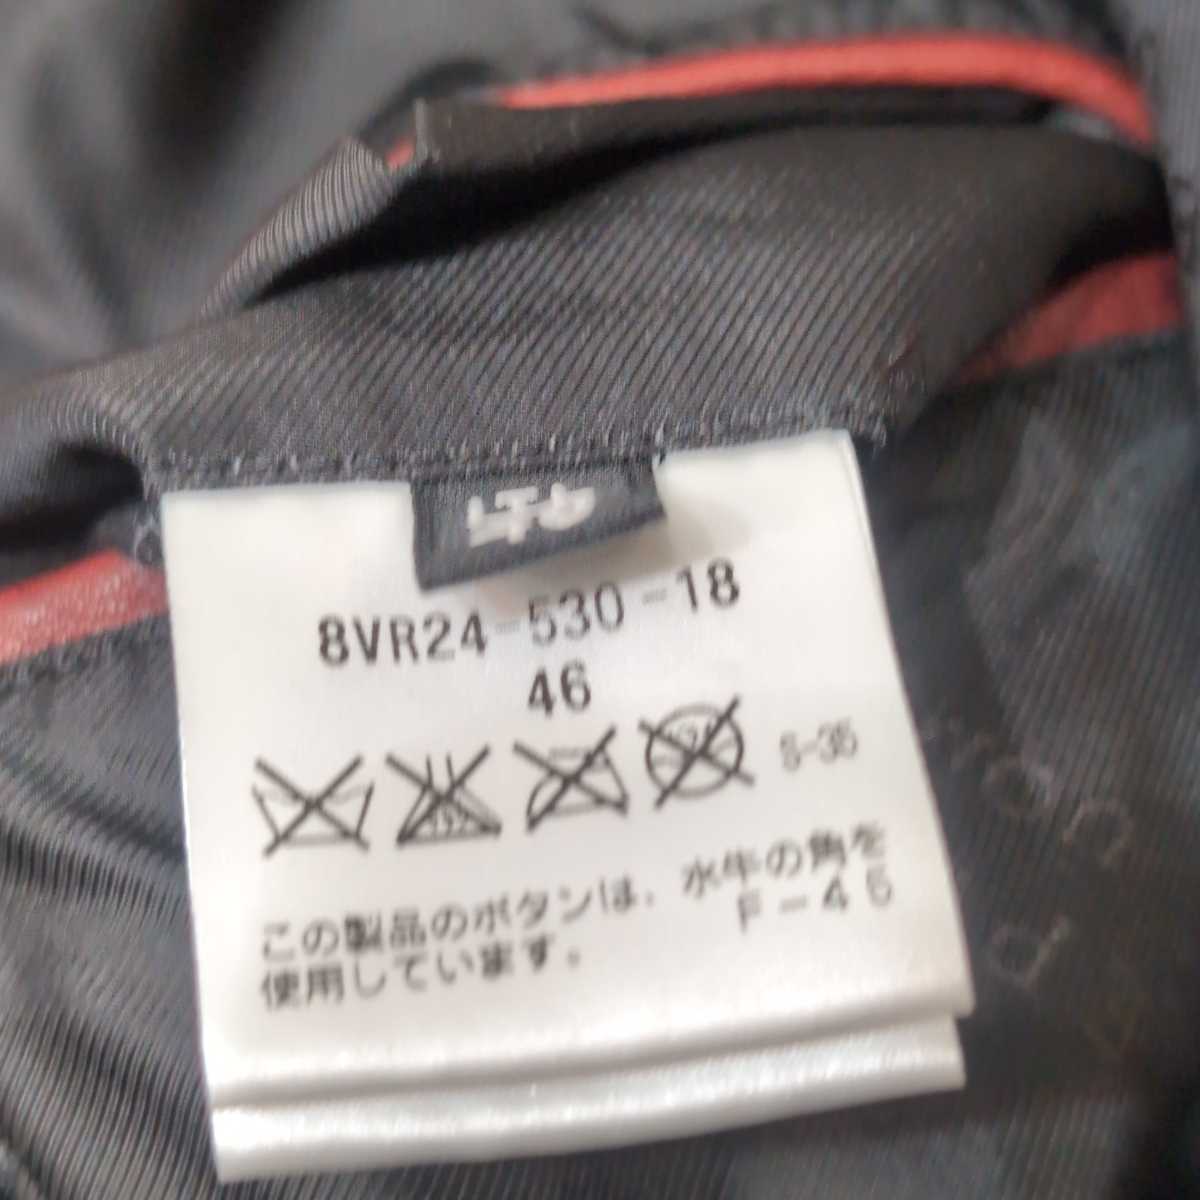 8VR24-530-18
46
S-35
この製品のボタンは、水牛の角を
使用しています。
F-45